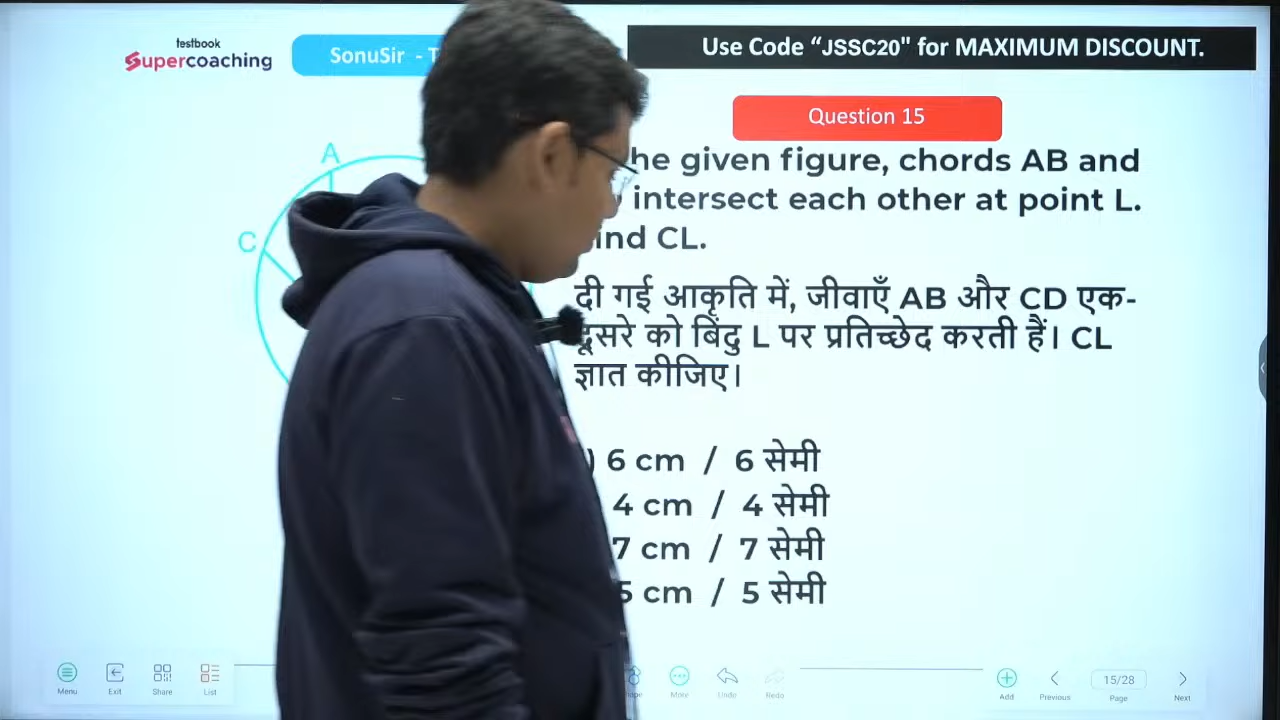 testbook
Supercoaching
SonuSir - T
Use Code “JSSC20" for MAXIMUM DISCOUNT.
Question 15
A
C
he given figure, chords AB and
intersect each other at point L.
ind CL.
दी गई आकृति में, जीवाएँ AB और CD एक-
दूसरे को बिंदु L पर प्रतिच्छेद करती हैं। CL
ज्ञात कीजिए।
) 6 cm / 6 सेमी
4 cm / 4 सेमी
7 cm / 7 सेमी
5 cm / 5 सेमी
Menu
Exit
Share
List
More
Undo
Redo
Add
Previous
15/28
Page
Next